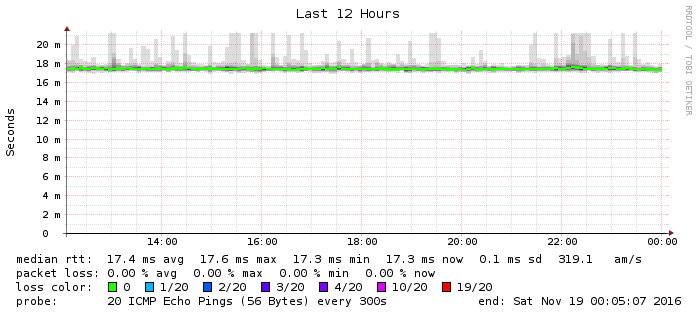 Last 12 Hours
RRDTOOL / TOBI OETIKER
Seconds
20 m
18 m
16 m
14 m
12 m
10 m
8 m
6 m
4 m
2 m
0
14:00 16:00 18:00 20:00 22:00 00:00
median rtt: 17.4 ms avg 17.6 ms max 17.3 ms min 17.3 ms now 0.1 ms sd 319.1 am/s
packet loss: 0.00 % avg 0.00 % max 0.00 % min 0.00 % now
loss color: 0 1/20 2/20 3/20 4/20 10/20 19/20
probe: 20 ICMP Echo Pings (56 Bytes) every 300s end: Sat Nov 19 00:05:07 2016